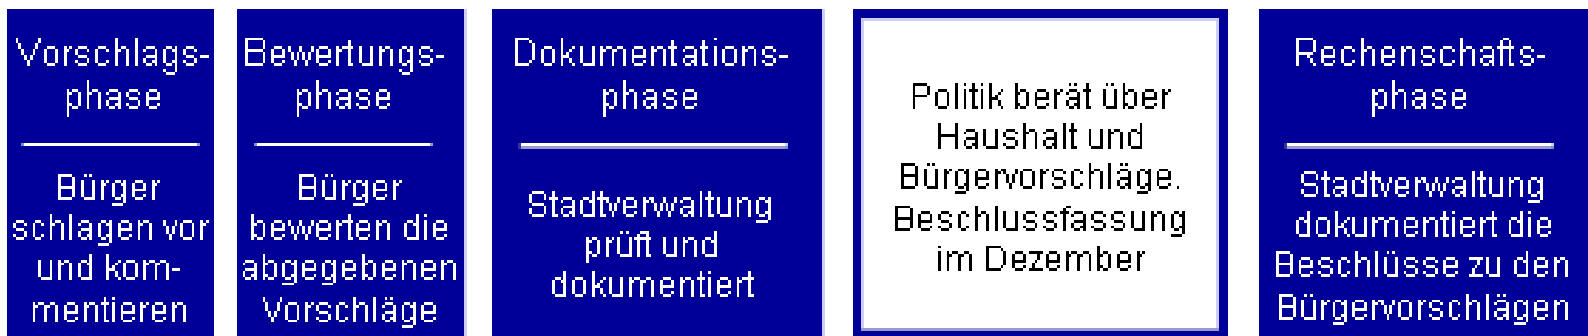 Vorschlags-
phase
Bürger
schlagen vor
und kom-
mentieren
Bewertungs-
phase
Bürger
bewerten die
abgegebenen
Vorschläge
Dokumentations-
phase
Stadtverwaltung
prüft und
dokumentiert
Politik berät über
Haushalt und
Bürgervorschläge.
Beschlussfassung
im Dezember
Rechenschafts-
phase
Stadtverwaltung
dokumentiert die
Beschlüsse zu den
Bürgervorschlägen